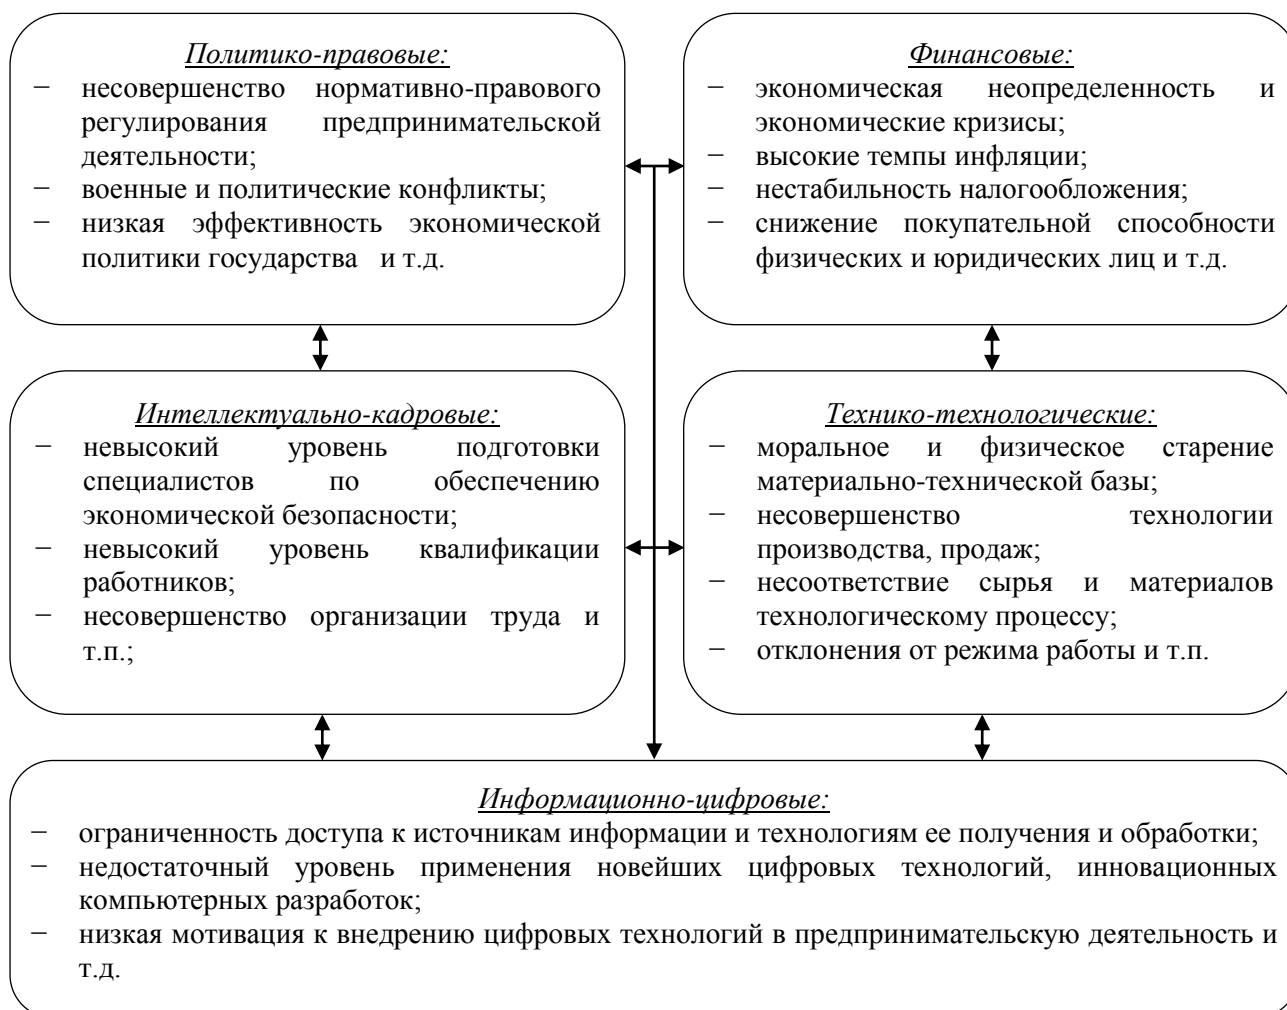 Политико-правовые:
− несовершенство нормативно-правового
регулирования предпринимательской
деятельности;
− военные и политические конфликты;
− низкая эффективность экономической
политики государства и т.д.
Финансовые:
− экономическая неопределенность и
экономические кризисы;
− высокие темпы инфляции;
− нестабильность налогообложения;
− снижение покупательной способности
физических и юридических лиц и т.д.
Интеллектуально-кадровые:
− невысокий уровень подготовки
специалистов по обеспечению
экономической безопасности;
− невысокий уровень квалификации
работников;
− несовершенство организации труда и
т.п.;
Технико-технологические:
− моральное и физическое старение
материально-технической базы;
− несовершенство технологии
производства, продаж;
− несоответствие сырья и материалов
технологическому процессу;
− отклонения от режима работы и т.п.
Информационно-цифровые:
− ограниченность доступа к источникам информации и технологиям ее получения и обработки;
− недостаточный уровень применения новейших цифровых технологий, инновационных
компьютерных разработок;
− низкая мотивация к внедрению цифровых технологий в предпринимательскую деятельность и
т.д.